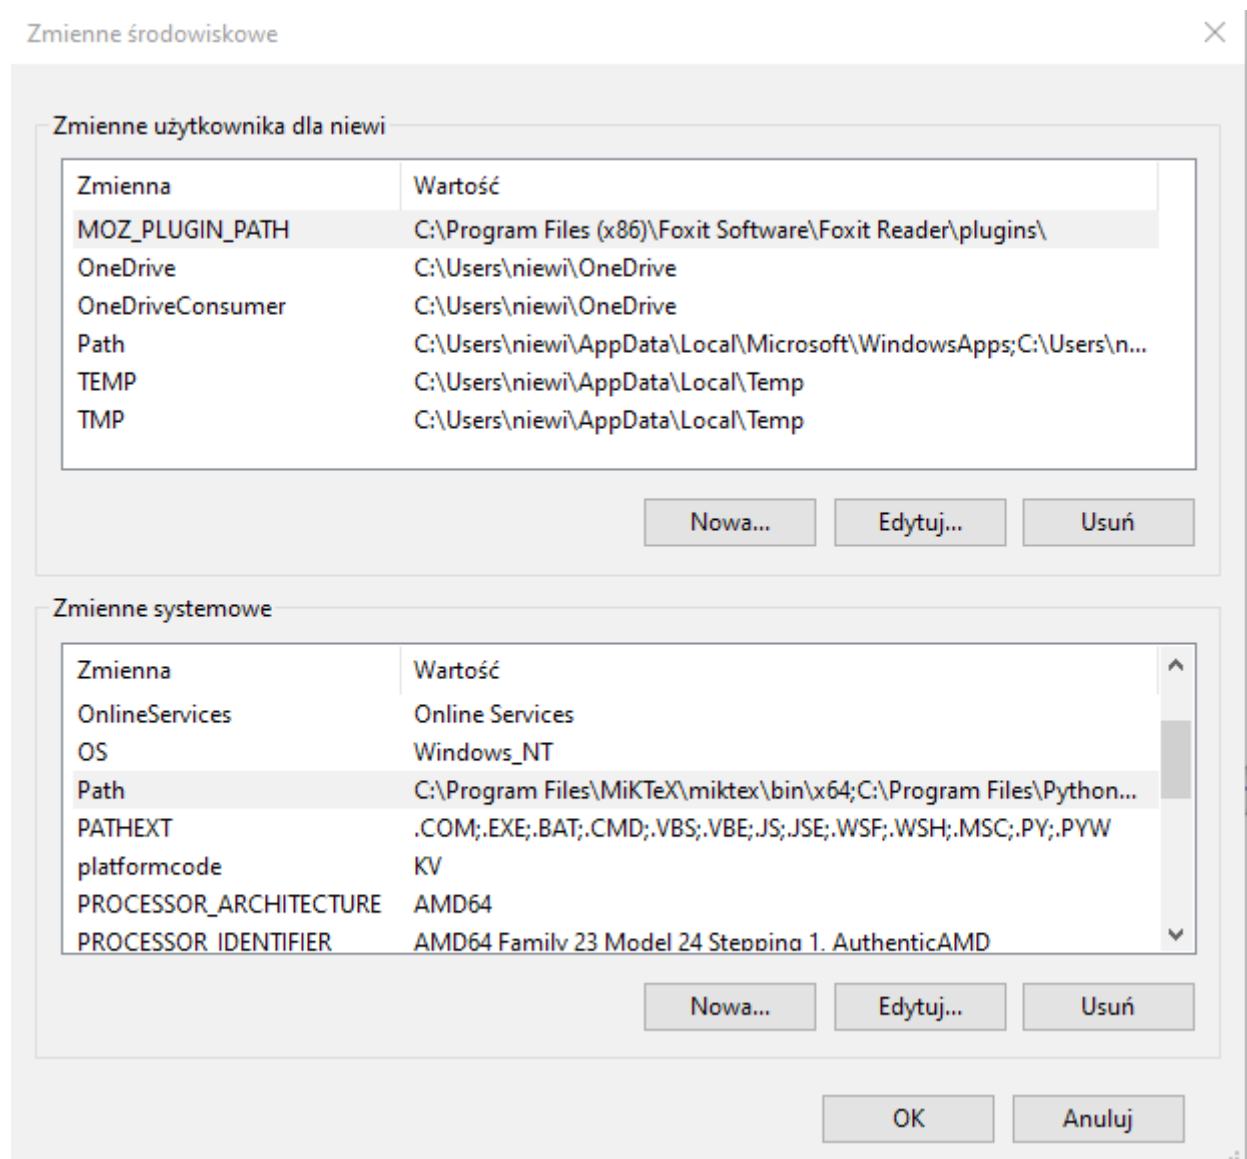 Zmienne środowiskowe
Zmienne użytkownika dla niewi
Zmienna Wartość
MOZ_PLUGIN_PATH C:\Program Files (x86)\Foxit Software\Foxit Reader\plugins\
OneDrive C:\Users\niewi\OneDrive
OneDriveConsumer C:\Users\niewi\OneDrive
Path C:\Users\niewi\AppData\Local\Microsoft\WindowsApps;C:\Users\n...
TEMP C:\Users\niewi\AppData\Local\Temp
TMP C:\Users\niewi\AppData\Local\Temp
Nowa... Edytuj... Usuń
Zmienne systemowe
Zmienna Wartość
OnlineServices Online Services
OS Windows_NT
Path C:\Program Files\MiKTeX\miktex\bin\x64;C:\Program Files\Python...
PATHEXT .COM;.EXE;.BAT;.CMD;.VBS;.VBE;.JS;.JSE;.WSF;.WSH;.MSC;.PY;.PYW
platformcode KV
PROCESSOR_ARCHITECTURE AMD64
PROCESSOR_IDENTIFIER AMD64 Family 23 Model 24 Stepping 1, AuthenticAMD
Nowa... Edytuj... Usuń
OK Anuluj